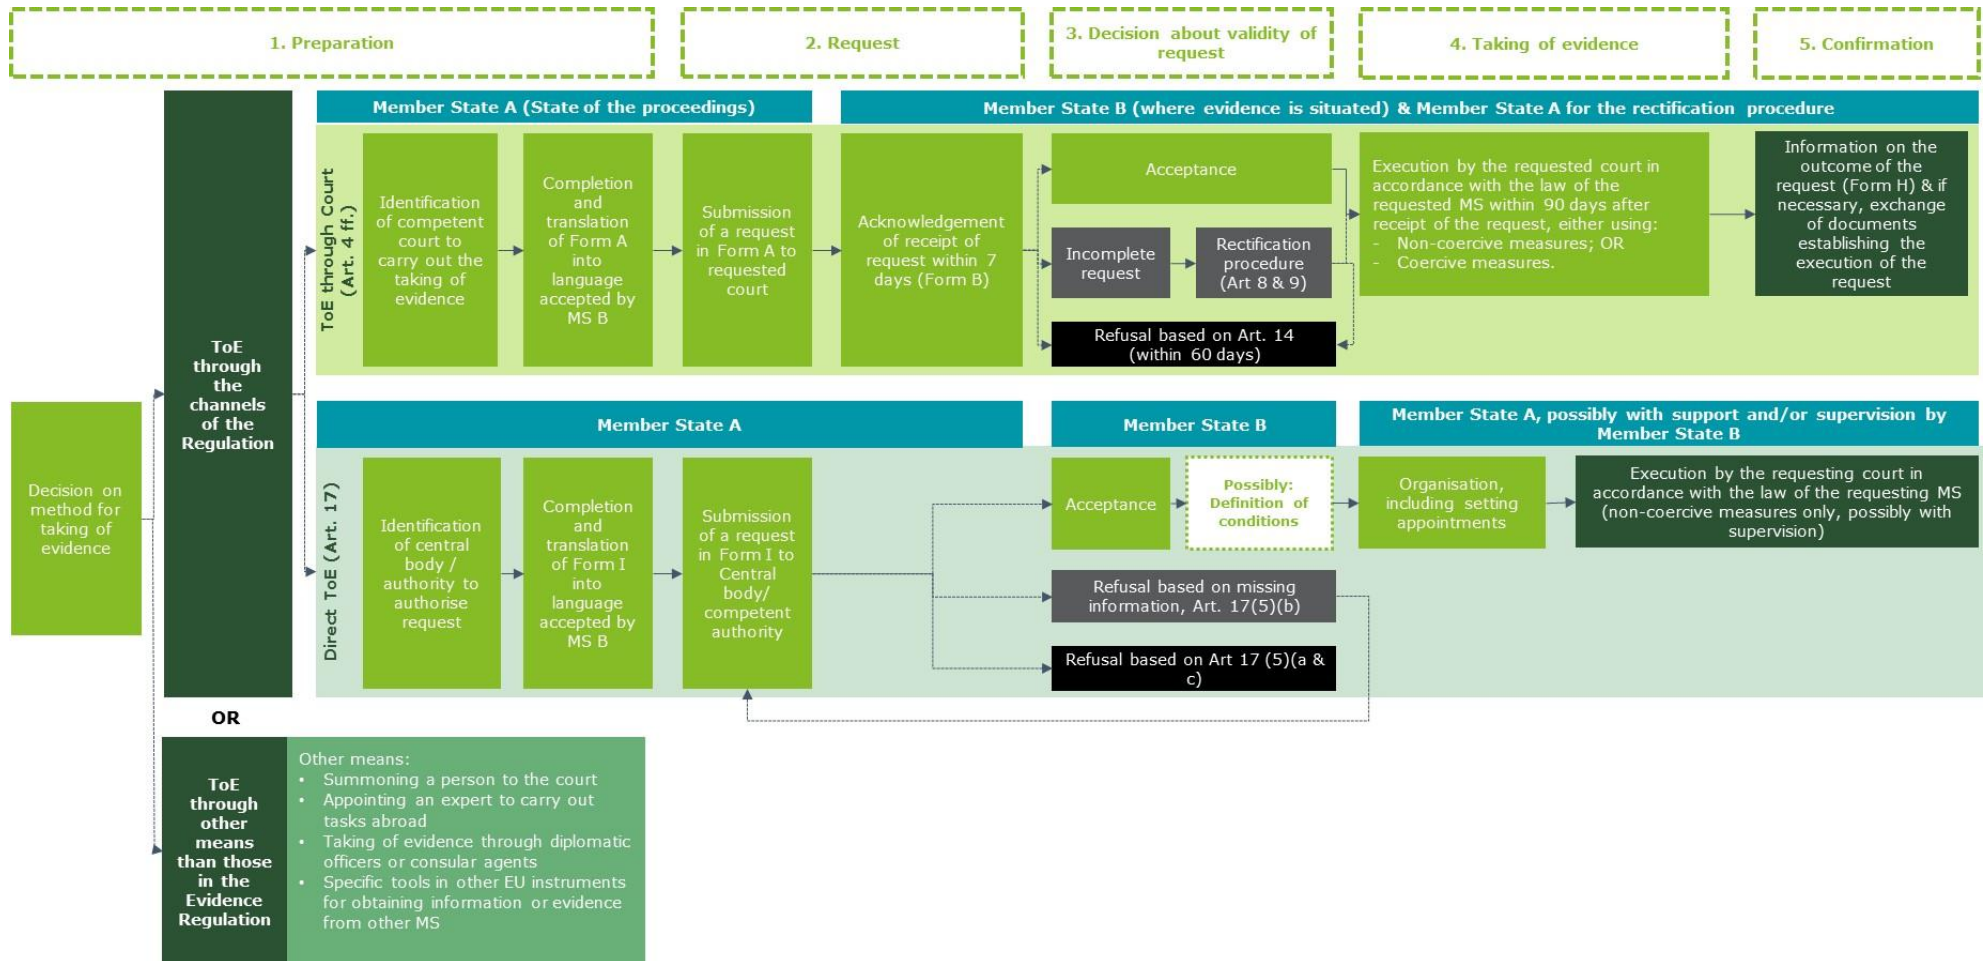 1. Preparation
2. Request
3. Decision about validity of
request
4. Taking of evidence
5. Confirmation
Decision on
method for
taking of
evidence
ToE
through
the
channels
of the
Regulation
Member State A (State of the proceedings)
Member State B (where evidence is situated) & Member State A for the rectification procedure
ToE through Court
(Art. 4 ff.)
Identification
of competent
court to
carry out the
taking of
evidence
Completion
and
translation
of Form A
into
language
accepted by
MS B
Submission
of a request
in Form A to
requested
court
Acknowledgement
of receipt of
request within 7
days (Form B)
Acceptance
Incomplete
request
Rectification
procedure
(Art 8 & 9)
Refusal based on Art. 14
(within 60 days)
Execution by the requested court in
accordance with the law of the
requested MS within 90 days after
receipt of the request, either using:
- Non-coercive measures; OR
- Coercive measures.
Information on the
outcome of the
request (Form H) & if
necessary, exchange
of documents
establishing the
execution of the
request
Member State A
Member State B
Member State A, possibly with support and/or supervision by
Member State B
Direct ToE (Art. 17)
Identification
of central
body /
authority to
authorise
request
Completion
and
translation
of Form I
into
language
accepted by
MS B
Submission
of a request
in Form I to
Central
body/
competent
authority
Acceptance
Possibly:
Definition of
conditions
Refusal based on missing
information, Art. 17(5)(b)
Refusal based on Art 17 (5)(a &
c)
Organisation,
including setting
appointments
Execution by the requesting court in
accordance with the law of the requesting MS
(non-coercive measures only, possibly with
supervision)
OR
ToE
through
other
means
than those
in the
Evidence
Regulation
Other means:
• Summoning a person to the court
• Appointing an expert to carry out
tasks abroad
• Taking of evidence through diplomatic
officers or consular agents
• Specific tools in other EU instruments
for obtaining information or evidence
from other MS